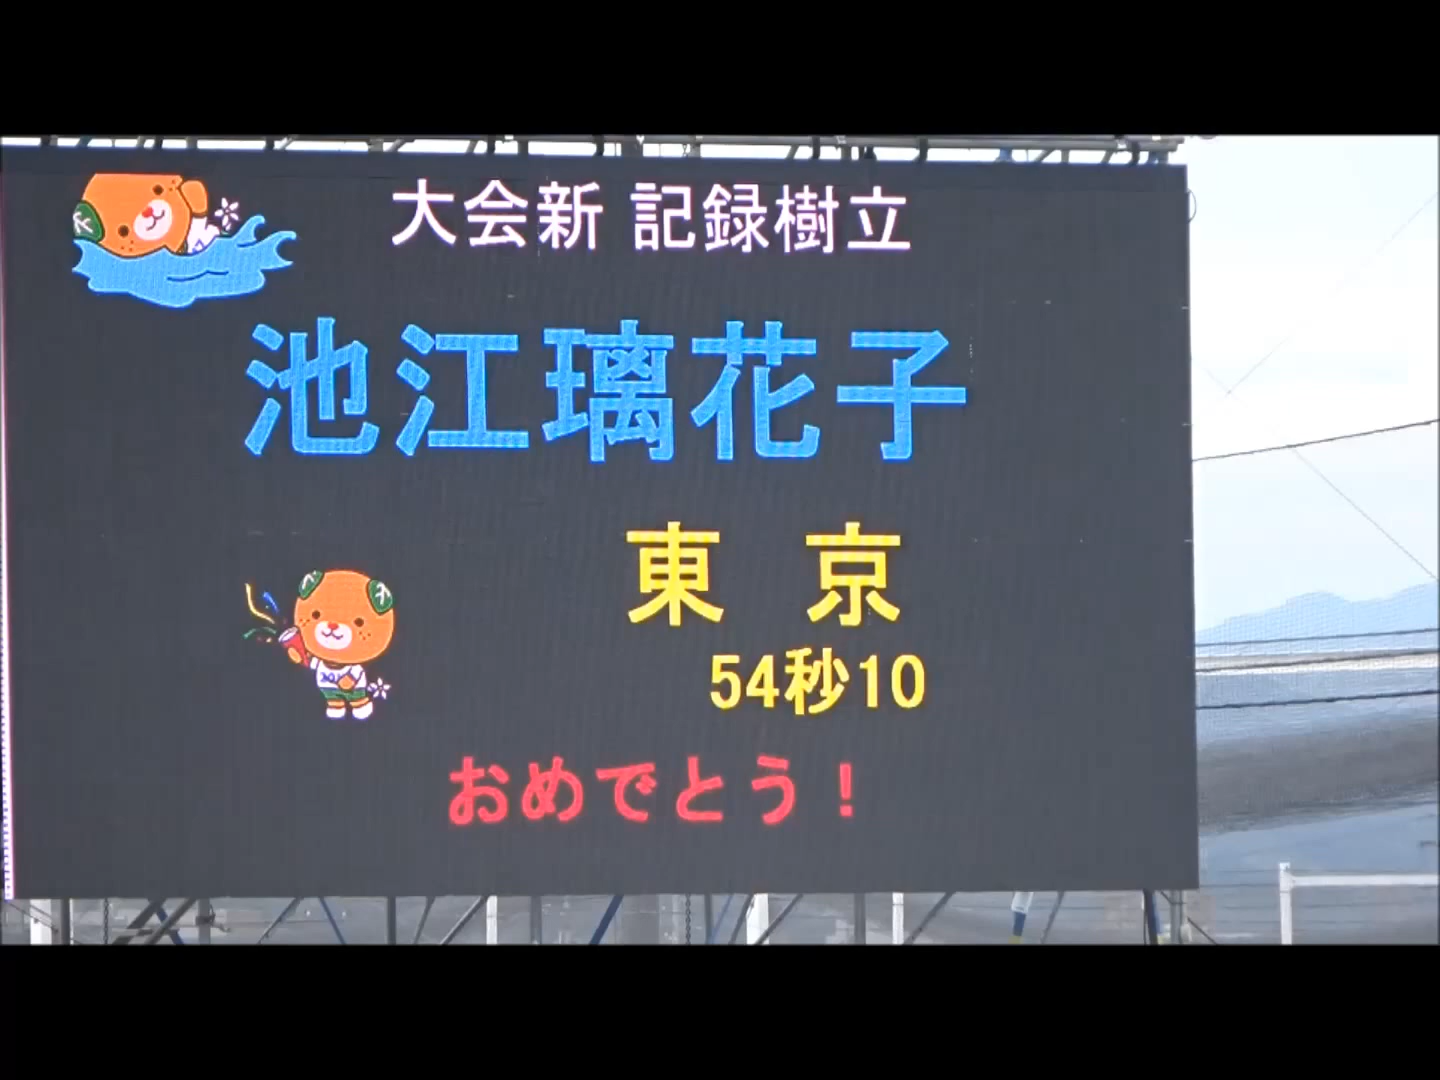 大会新 記録樹立
池江璃花子
東 京
54秒10
おめでとう！